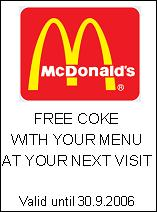 McDonald's ®
FREE COKE
WITH YOUR MENU
AT YOUR NEXT VISIT
Valid until 30.9.2006